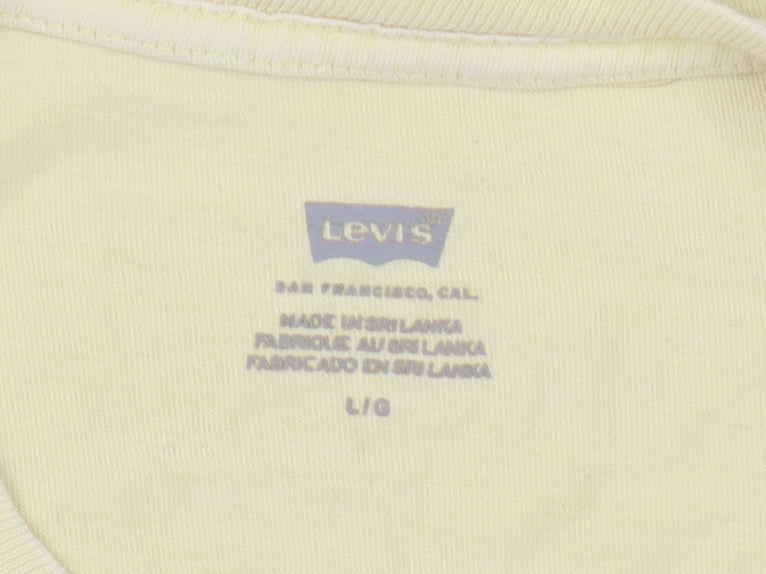 Levi's
SAN FRANCISCO, CAL.
MADE IN SRI LANKA
FABRIQUE AU SRI LANKA
FABRICADO EN SRI LANKA
L/G